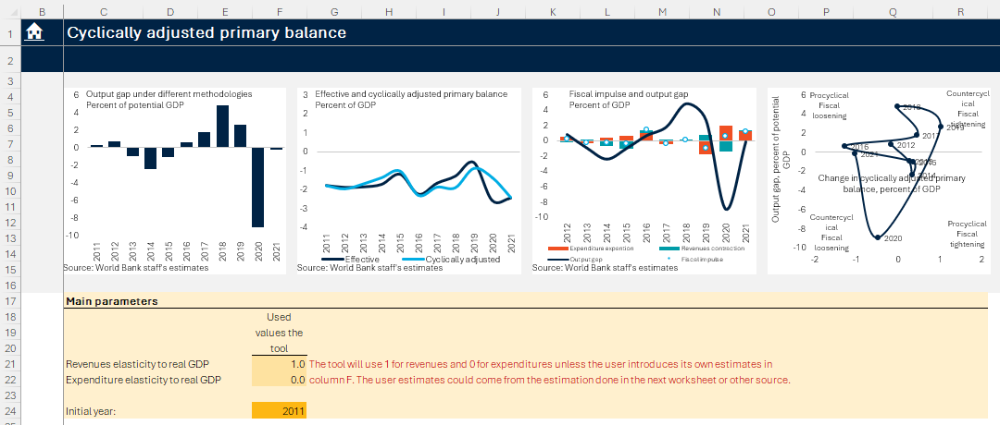 B C D E F G H I J K L M N O P Q R
1 Cyclically adjusted primary balance
2
3
4
5
6
7
8
9
10
11
12
13
14
15
16
17
18
19
20
21
22
23
24
Output gap under different methodologies
Percent of potential GDP
6
4
2
0
-2
-4
-6
-8
-10
2011 2012 2013 2014 2015 2016 2017 2018 2019 2020 2021
Source: World Bank staff's estimates
Effective and cyclically adjusted primary balance
Percent of GDP
3
2
1
0
-1
-2
-3
-4
2011 2012 2013 2014 2015 2016 2017 2018 2019 2020 2021
Effective Cyclically adjusted
Source: World Bank staff's estimates
Fiscal impulse and output gap
Percent of GDP
6
4
2
0
-2
-4
-6
-8
-10
2012 2013 2014 2015 2016 2017 2018 2019 2020 2021
Expenditure expention Revenues contraction
Output gap Fiscal impulse
Source: World Bank staff's estimates
Output gap, percent of potential
GDP
6
4
2
0
-2
-4
-6
-8
-10
Procyclical
Fiscal
loosening
Countercycl
ical
Fiscal
tightening
2018
2019
2017
2016
2012
2021
2014
Change in cyclically adjusted primary
balance, percent of GDP
Countercycl
ical
Fiscal
loosening
Procyclical
Fiscal
tightening
2020
-2 -1 0 1 2
Main parameters
Used
values the
tool
Revenues elasticity to real GDP 1.0 The tool will use 1 for revenues and 0 for expenditures unless the user introduces its own estimates in
Expenditure elasticity to real GDP 0.0 column F. The user estimates could come from the estimation done in the next worksheet or other source.
Initial year: 2011